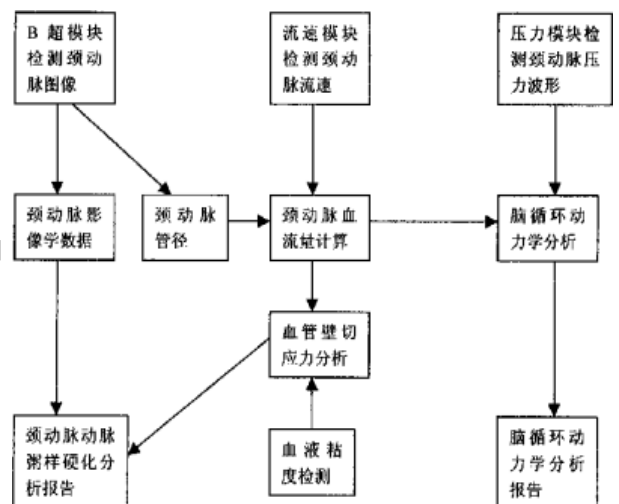 B 超模块
检测颈动
脉图像
流速模块
检测颈动
脉流速
压力模块检
测颈动脉压
力波形
颈动脉影
像学数据
颈动脉
管径
颈动脉血
流量计算
脑循环动
力学分析
血管壁切
应力分析
颈动脉动脉
粥样硬化分
析报告
血液粘
度检测
脑循环动
力学分析
报告